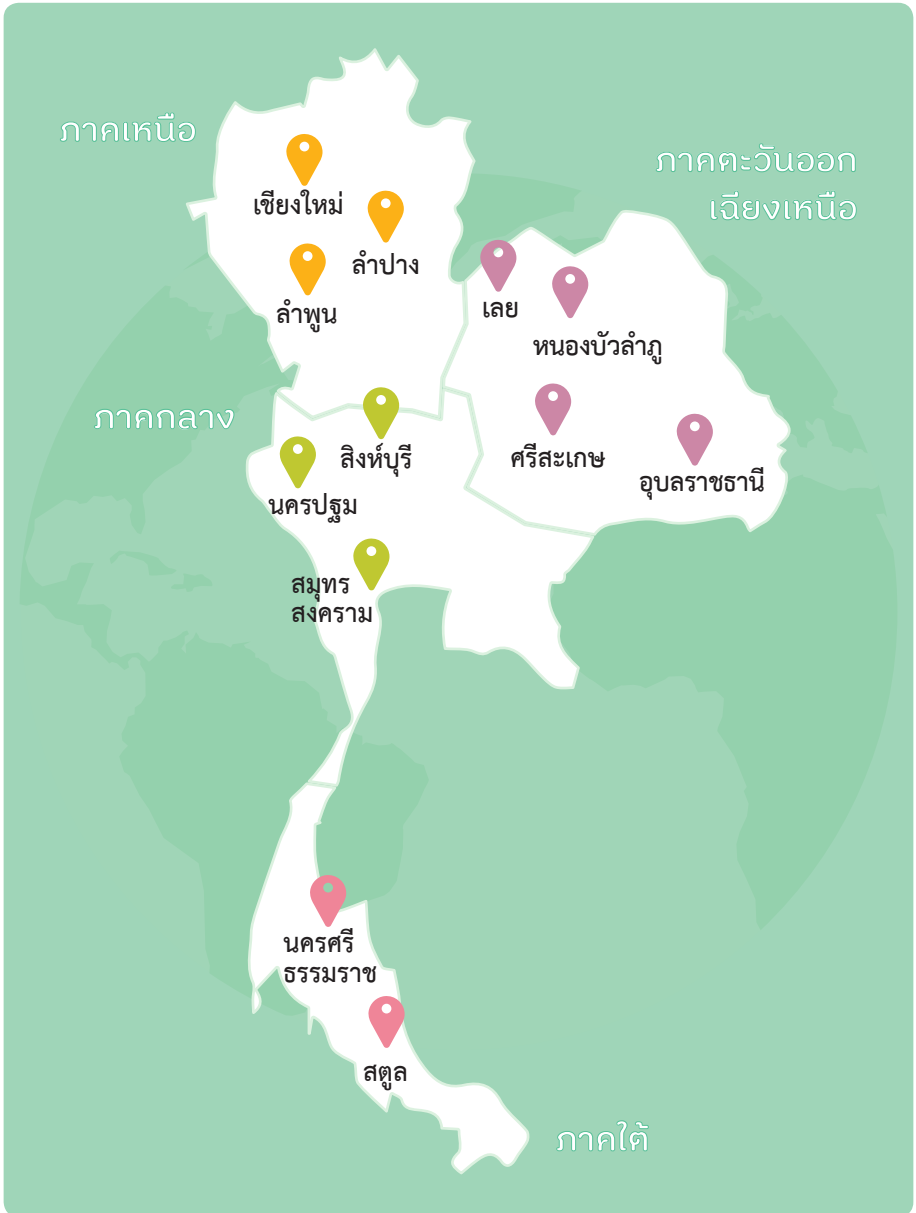 ภาคเหนือ
ภาคตะวันออก
เฉียงเหนือ
เชียงใหม่
ลำปาง
ลำพูน
เลย
หนองบัวลำภู
ภาคกลาง
สิงห์บุรี
ศรีสะเกษ
อุบลราชธานี
นครปฐม
สมุทร
สงคราม
นครศรี
ธรรมราช
สตูล
ภาคใต้